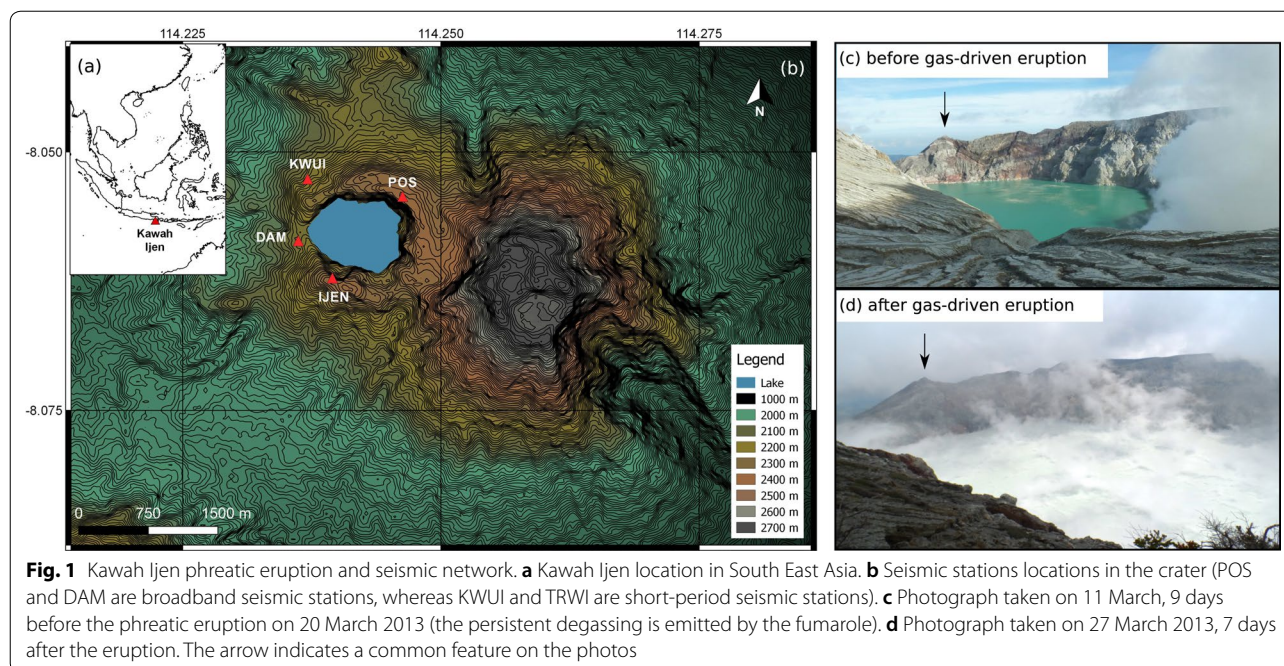 114.225 114.250 114.275
(a)
(b)
N
-8.050
KWUI
POS
DAM
IJEN
Kawah
Ijen
-8.075
0 750 1500 m
Legend
Lake
1000 m
2000 m
2100 m
2200 m
2300 m
2400 m
2500 m
2600 m
2700 m
(c) before gas-driven eruption
(d) after gas-driven eruption
Fig. 1 Kawah Ijen phreatic eruption and seismic network. a Kawah Ijen location in South East Asia. b Seismic stations locations in the crater (POS
and DAM are broadband seismic stations, whereas KWUI and TRWI are short-period seismic stations). c Photograph taken on 11 March, 9 days
before the phreatic eruption on 20 March 2013 (the persistent degassing is emitted by the fumarole). d Photograph taken on 27 March 2013, 7 days
after the eruption. The arrow indicates a common feature on the photos